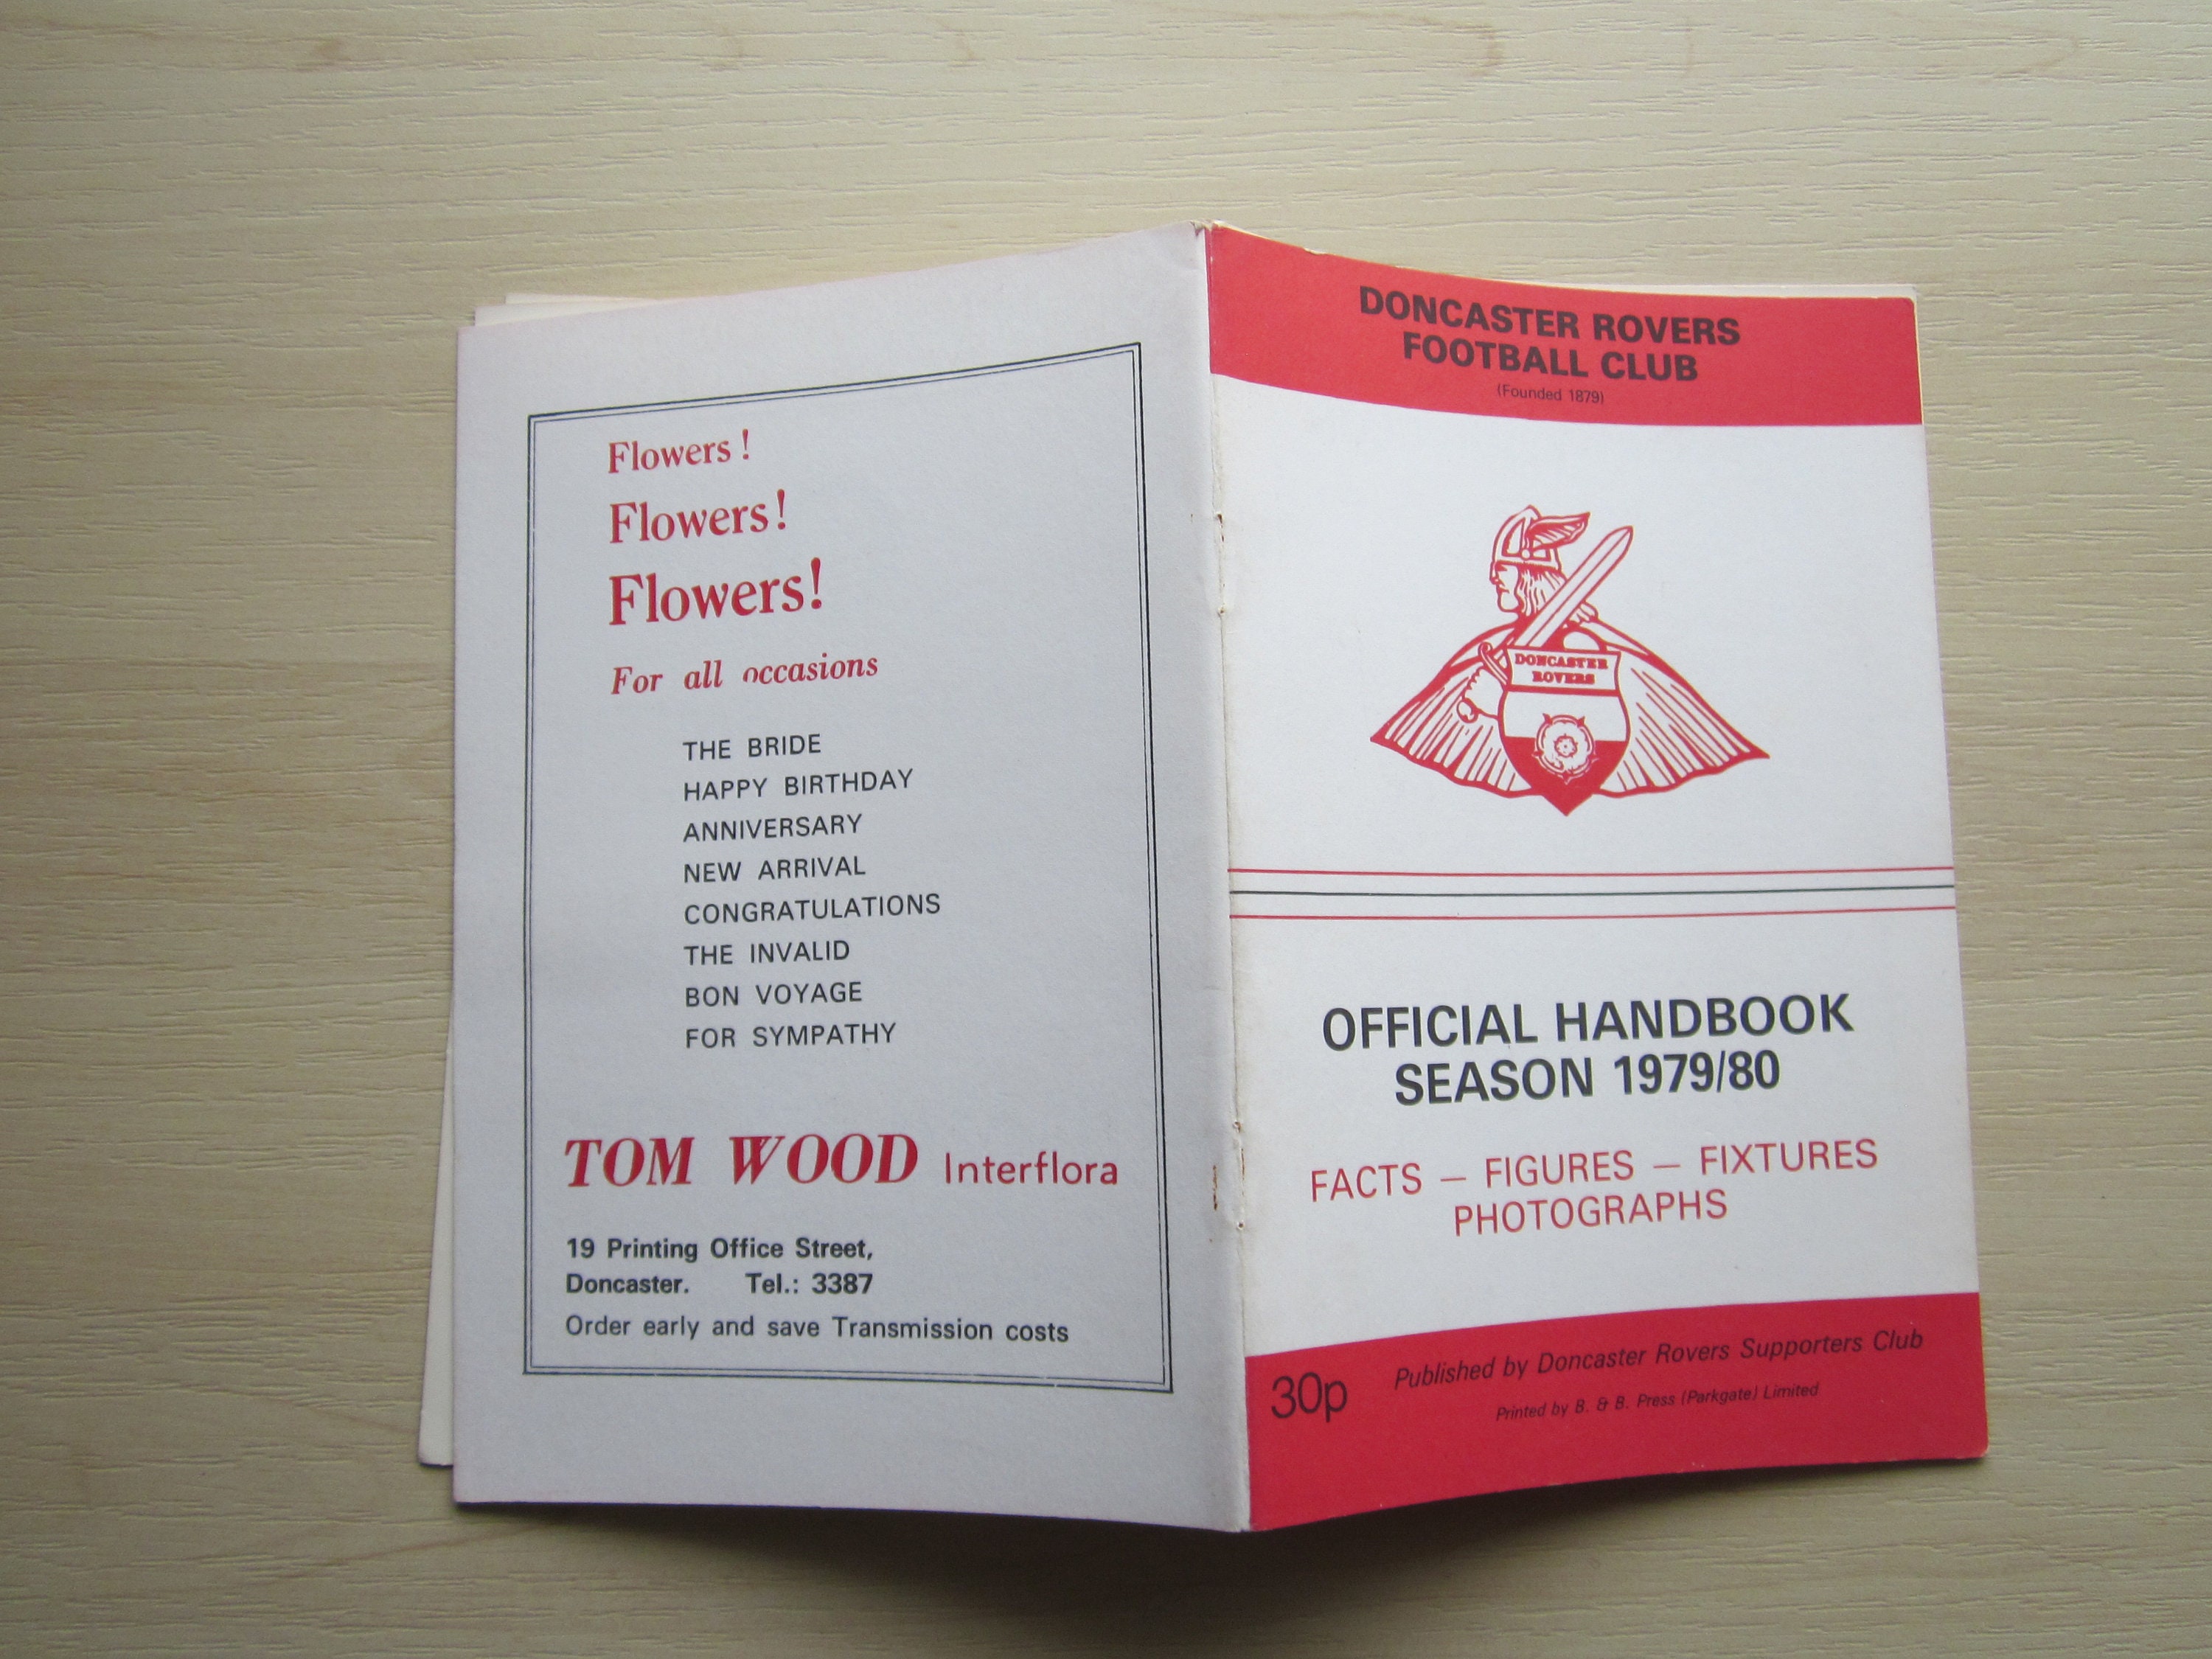 Flowers !
Flowers!
Flowers!
For all occasions
THE BRIDE
HAPPY BIRTHDAY
ANNIVERSARY
NEW ARRIVAL
CONGRATULATIONS
THE INVALID
BON VOYAGE
FOR SYMPATHY
TOM WOOD Interflora
19 Printing Office Street,
Doncaster. Tel.: 3387
Order early and save Transmission costs
DONCASTER ROVERS
FOOTBALL CLUB
(Founded 1879)
DONCASTER
ROVERS
OFFICIAL HANDBOOK
SEASON 1979/80
FACTS — FIGURES — FIXTURES
PHOTOGRAPHS
30p
Published by Doncaster Rovers Supporters Club
Printed by B. & B. Press (Parkgate) Limited